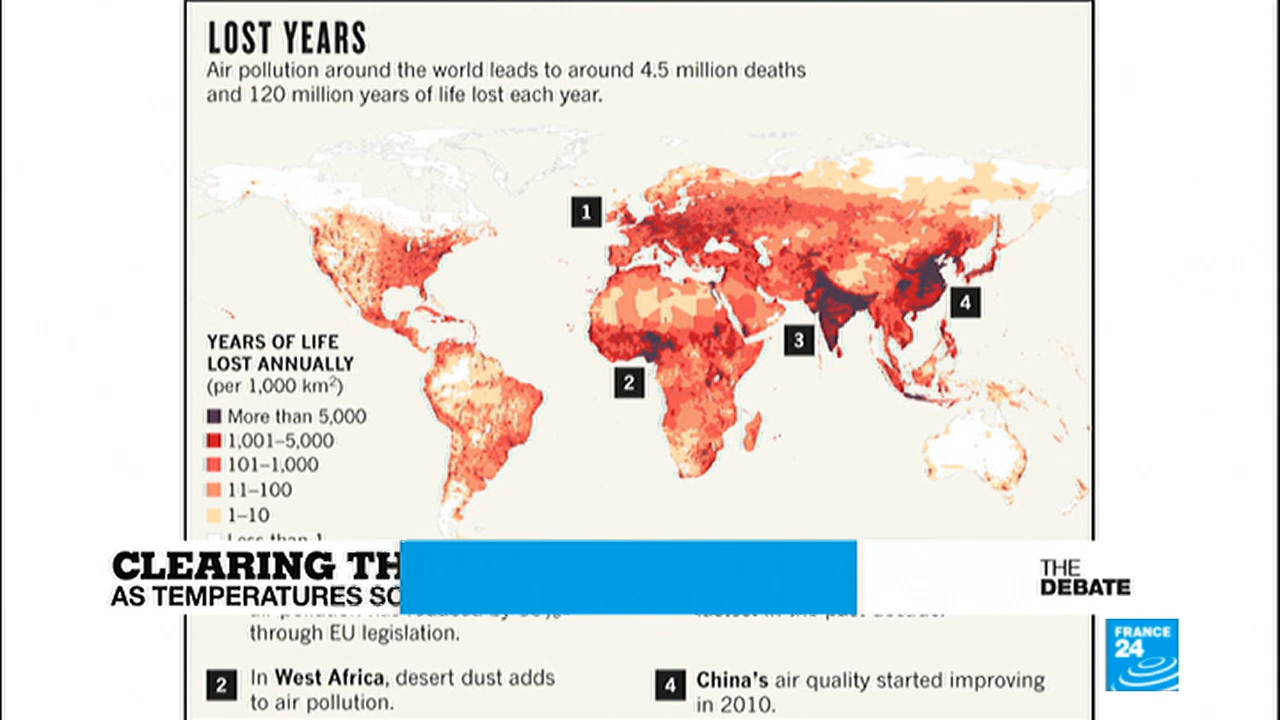 LOST YEARS
Air pollution around the world leads to around 4.5 million deaths
and 120 million years of life lost each year.
1
4
3
2
YEARS OF LIFE
LOST ANNUALLY
(per 1,000 km²)
More than 5,000
1,001–5,000
101–1,000
11–100
1–10
Less than 1
CLEARING TH
AS TEMPERATURES SO
THE
DEBATE
through EU legislation.
2 In West Africa, desert dust adds
to air pollution.
4 China's air quality started improving
in 2010.
FRANCE
24